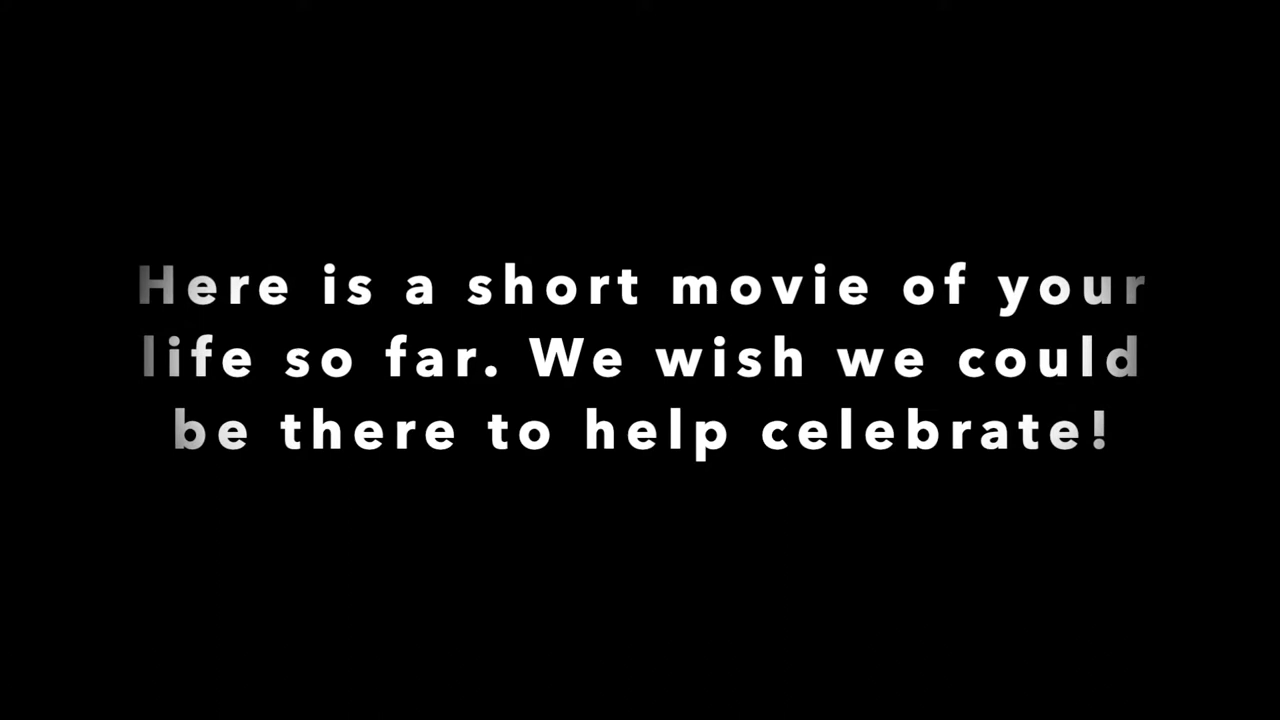 Here is a short movie of your
life so far. We wish we could
be there to help celebrate!